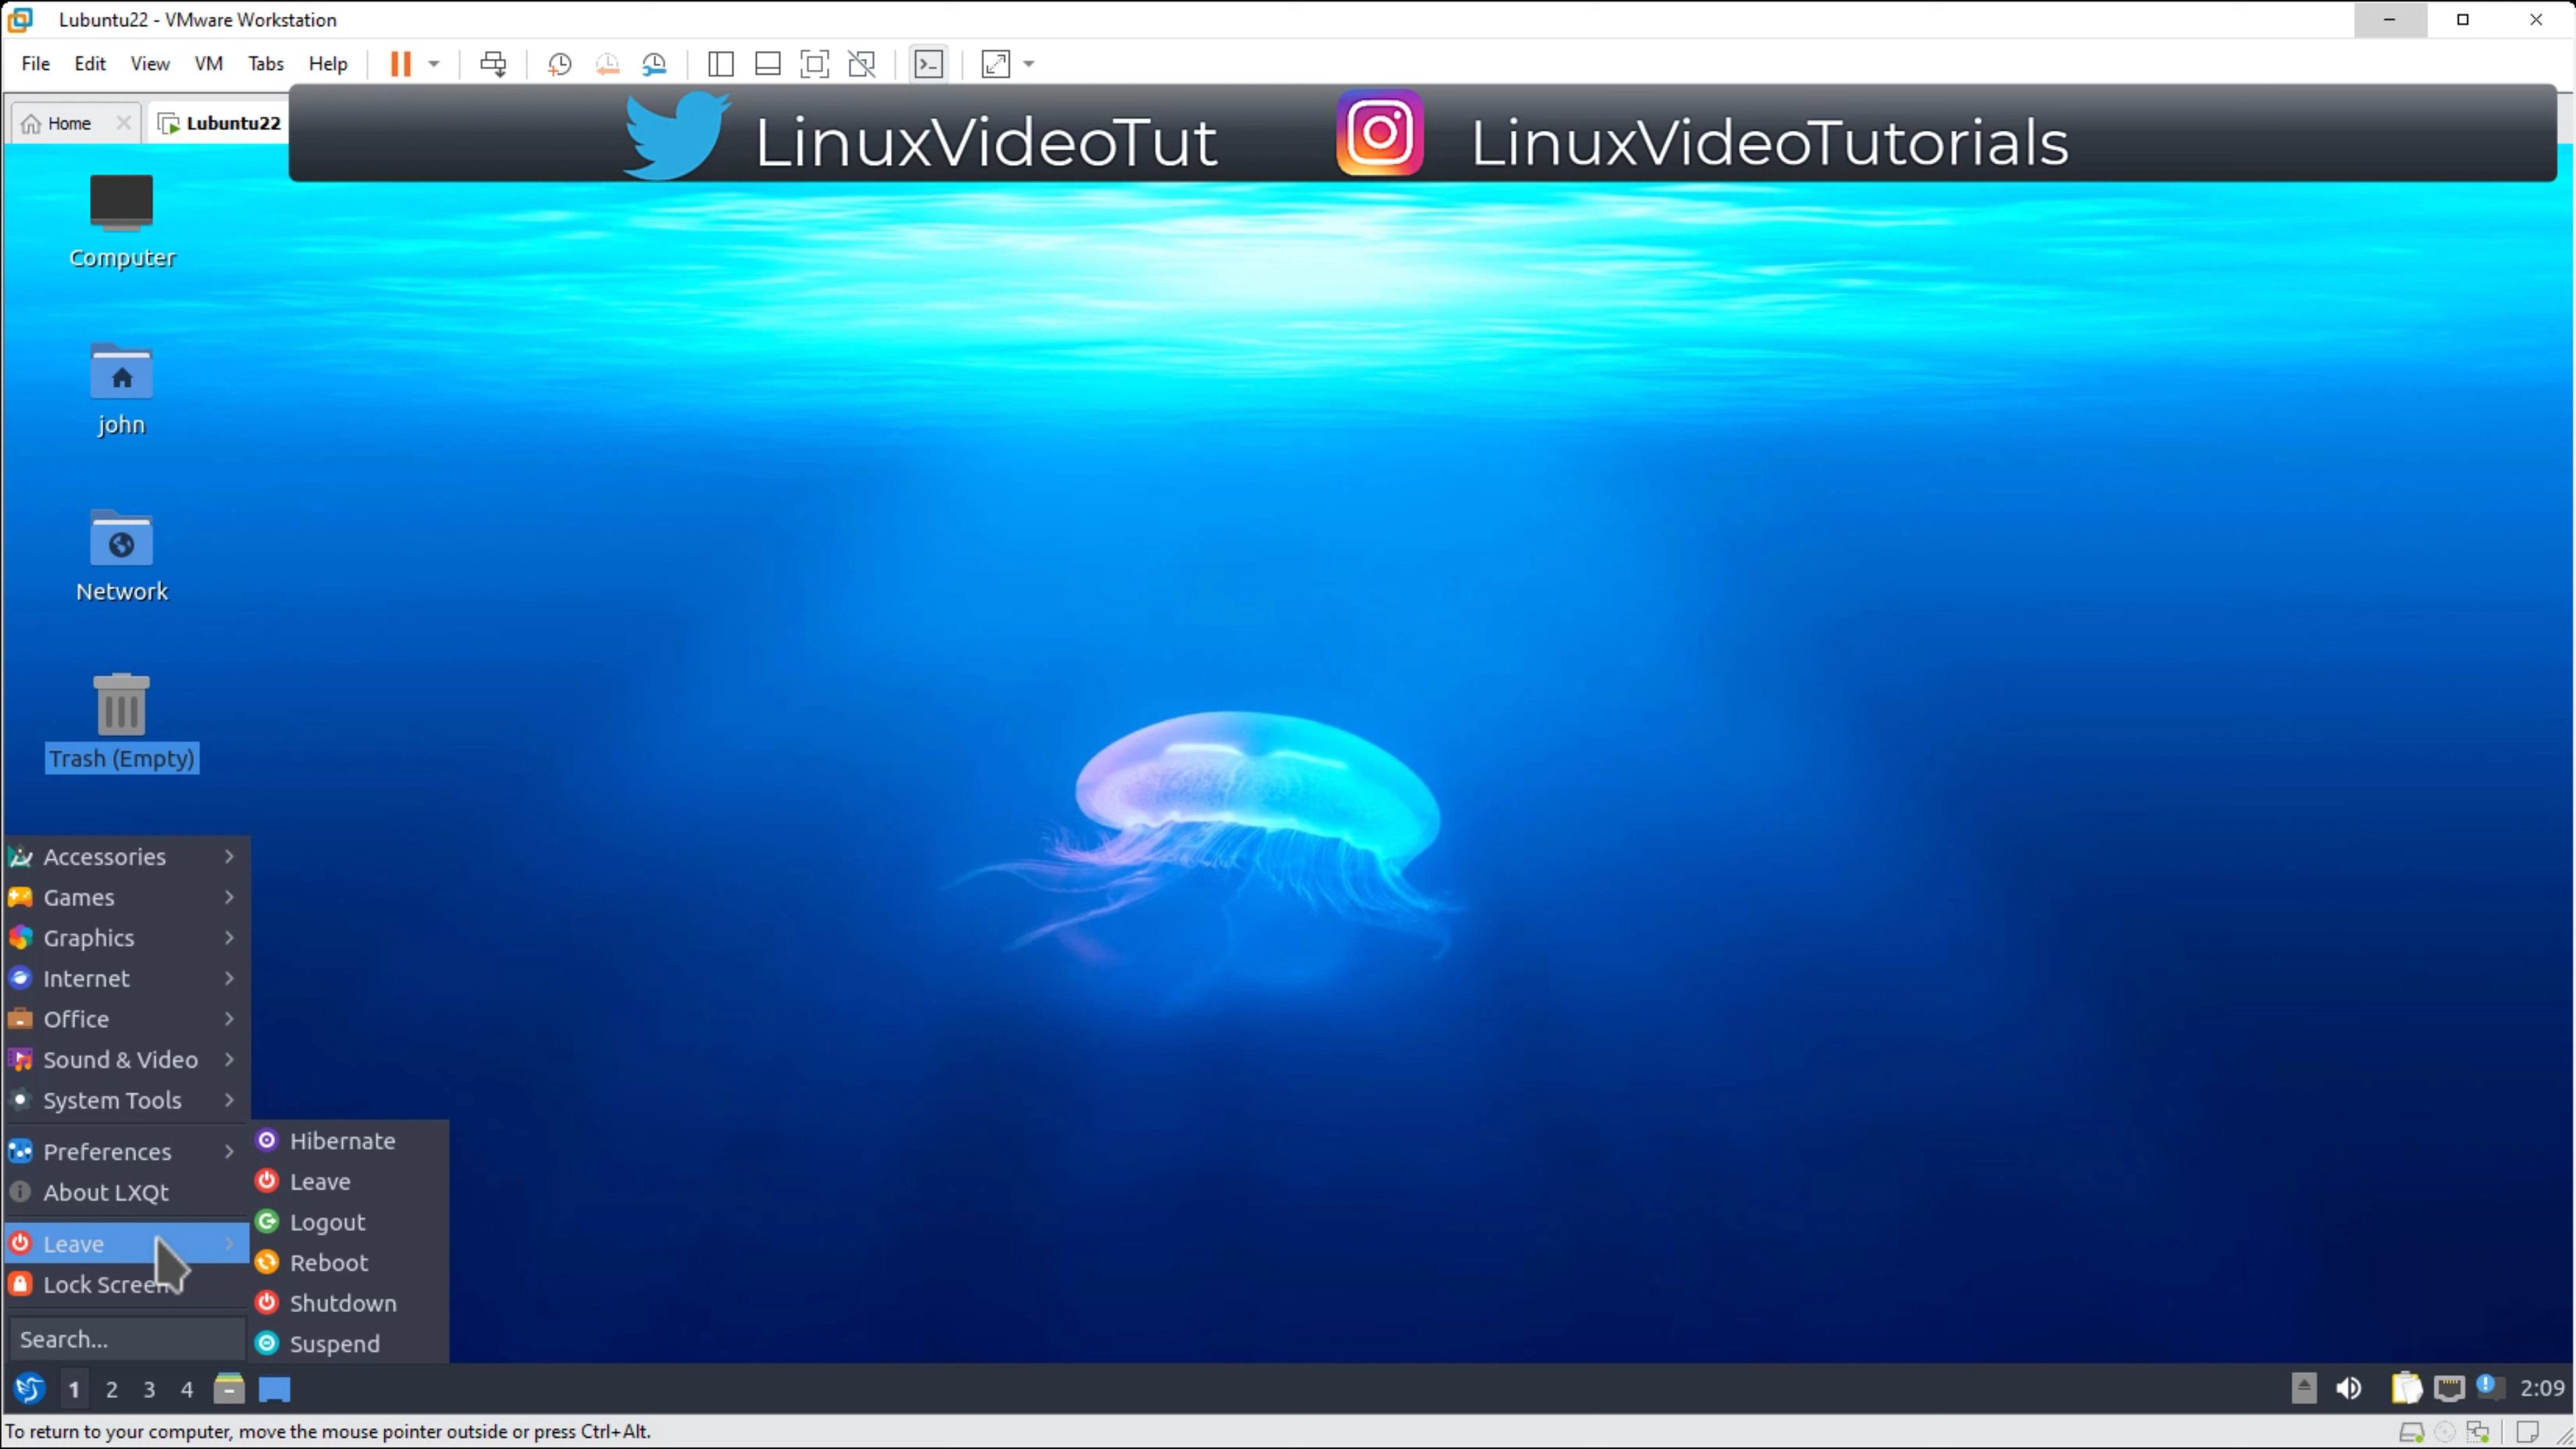 Lubuntu22 - VMware Workstation
File Edit View VM Tabs Help
Home Lubuntu22
LinuxVideoTut LinuxVideoTutorials
Computer
john
Network
Trash (Empty)
Accessories
Games
Graphics
Internet
Office
Sound & Video
System Tools
Preferences
About LXQt
Leave
Lock Screen
Search...
Hibernate
Leave
Logout
Reboot
Shutdown
Suspend
1 2 3 4
2:09
To return to your computer, move the mouse pointer outside or press Ctrl+Alt.